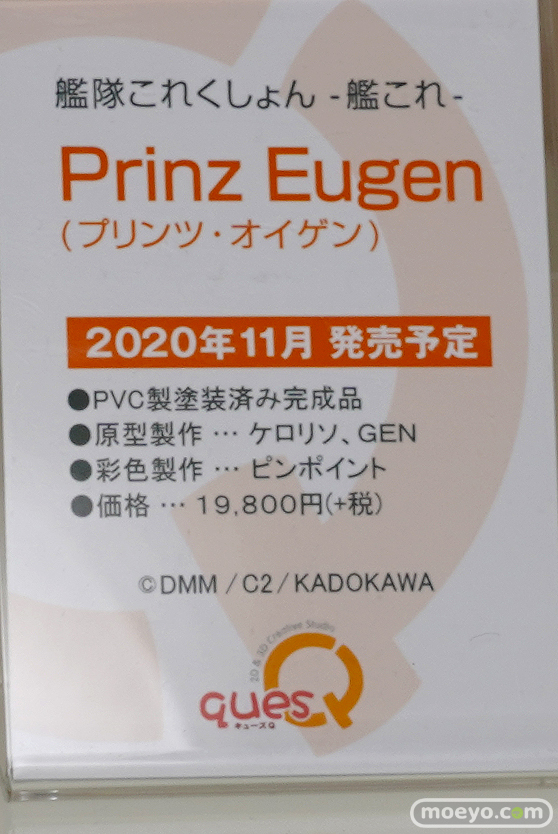 艦隊これくしょん -艦これ-
Prinz Eugen
(プリンツ・オイゲン)
2020年11月 発売予定
●PVC製塗装済み完成品
●原型製作 … ケロリソ、GEN
●彩色製作 … ピンポイント
●価格 … 19,800円(+税)
©DMM / C2 / KADOKAWA
2D & 3D Creative Studio
quesQ
キューズQ
moeyo.com